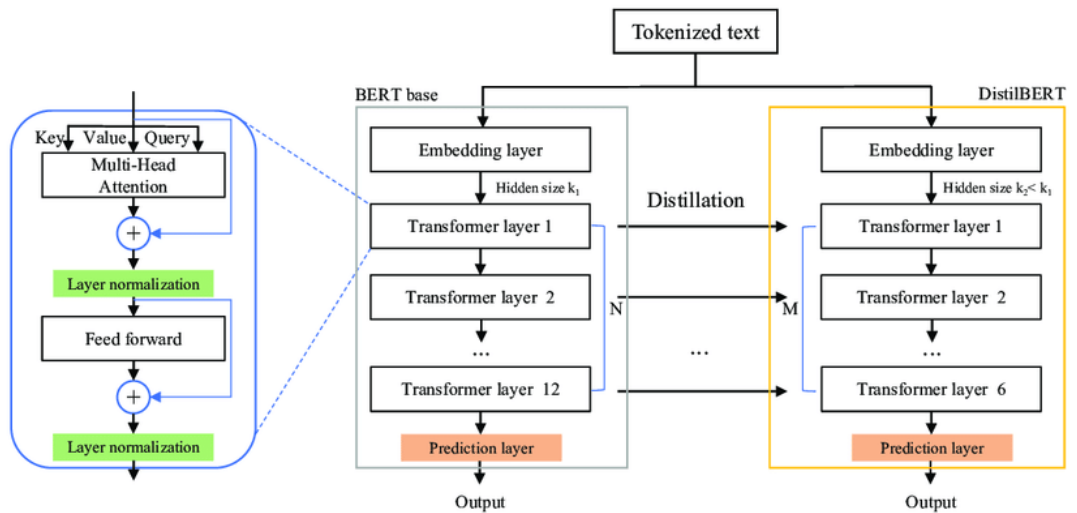 Tokenized text
BERT base
DistilBERT
Key Value Query
Multi-Head
Attention
+
Layer normalization
Feed forward
+
Layer normalization
Embedding layer
Hidden size k₁
Transformer layer 1
Transformer layer 2
...
Transformer layer 12
N
Prediction layer
Output
Distillation
...
Embedding layer
Hidden size k₂< k₁
Transformer layer 1
Transformer layer 2
...
Transformer layer 6
M
Prediction layer
Output